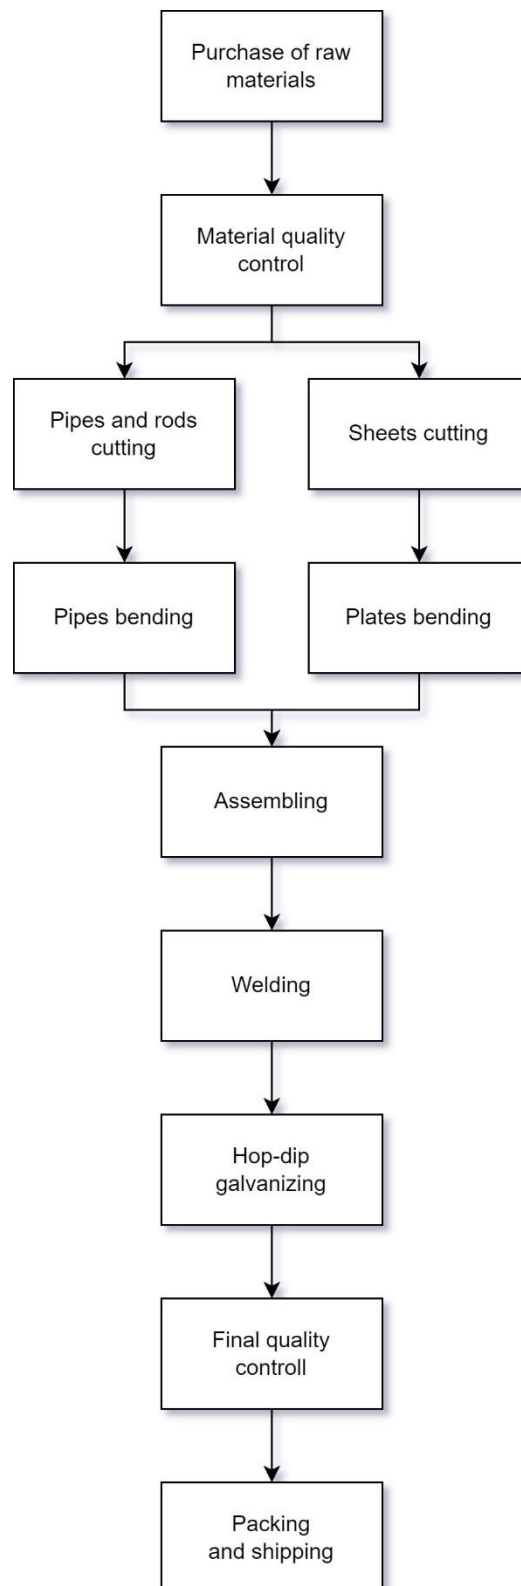 Purchase of raw
materials
Material quality
control
Pipes and rods
cutting
Sheets cutting
Pipes bending
Plates bending
Assembling
Welding
Hop-dip
galvanizing
Final quality
controll
Packing
and shipping